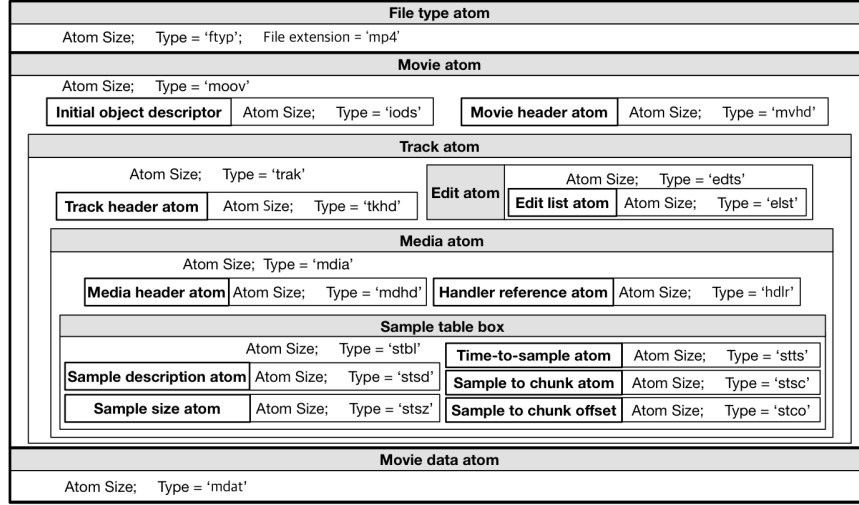 File type atom
Atom Size; Type = ‘ftyp’; File extension = ‘mp4’
Movie atom
Atom Size; Type = ‘moov’
Initial object descriptor Atom Size; Type = ‘iods’ Movie header atom Atom Size; Type = ‘mvhd’
Track atom
Atom Size; Type = ‘trak’
Track header atom Atom Size; Type = ‘tkhd’
Edit atom
Atom Size; Type = ‘edts’
Edit list atom Atom Size; Type = ‘elst’
Media atom
Atom Size; Type = ‘mdia’
Media header atom Atom Size; Type = ‘mdhd’ Handler reference atom Atom Size; Type = ‘hdlr’
Sample table box
Atom Size; Type = ‘stbl’ Time-to-sample atom Atom Size; Type = ‘stts’
Sample description atom Atom Size; Type = ‘stsd’ Sample to chunk atom Atom Size; Type = ‘stsc’
Sample size atom Atom Size; Type = ‘stsz’ Sample to chunk offset Atom Size; Type = ‘stco’
Movie data atom
Atom Size; Type = ‘mdat’